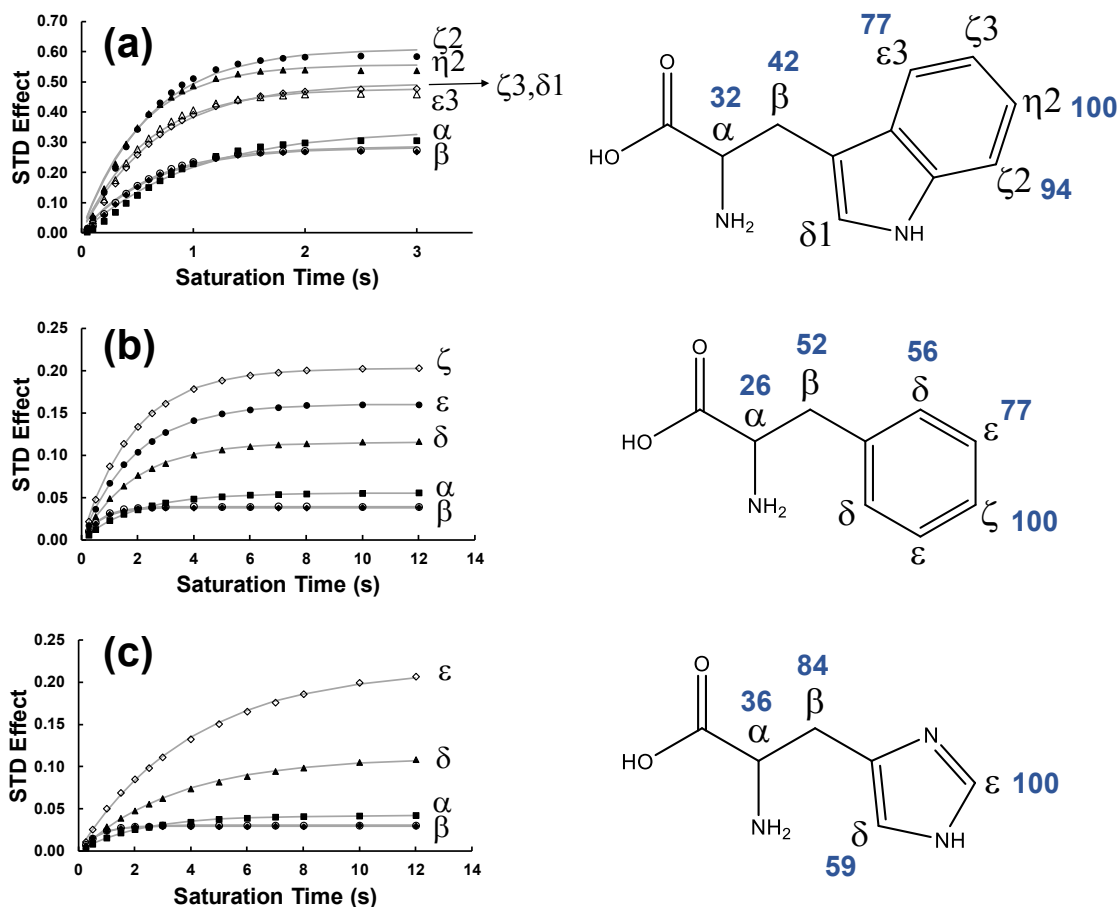 (a)
STD Effect
0.70
0.60
0.50
0.40
0.30
0.20
0.10
0.00
0 1 2 3
Saturation Time (s)
ζ2
η2
ζ3,δ1
ε3
α
β
77
ε3
ζ3
42
β
32
α
O
HO
NH2
η2 100
ζ2
94
δ1
NH
(b)
STD Effect
0.25
0.20
0.15
0.10
0.05
0.00
0 2 4 6 8 10 12 14
Saturation Time (s)
ζ
ε
δ
α
β
52
β
56
δ
26
α
O
HO
NH2
ε 77
δ
ζ 100
ε
(c)
STD Effect
0.25
0.20
0.15
0.10
0.05
0.00
0 2 4 6 8 10 12 14
Saturation Time (s)
ε
δ
α
β
84
β
36
α
O
HO
NH2
N
ε 100
δ
NH
59